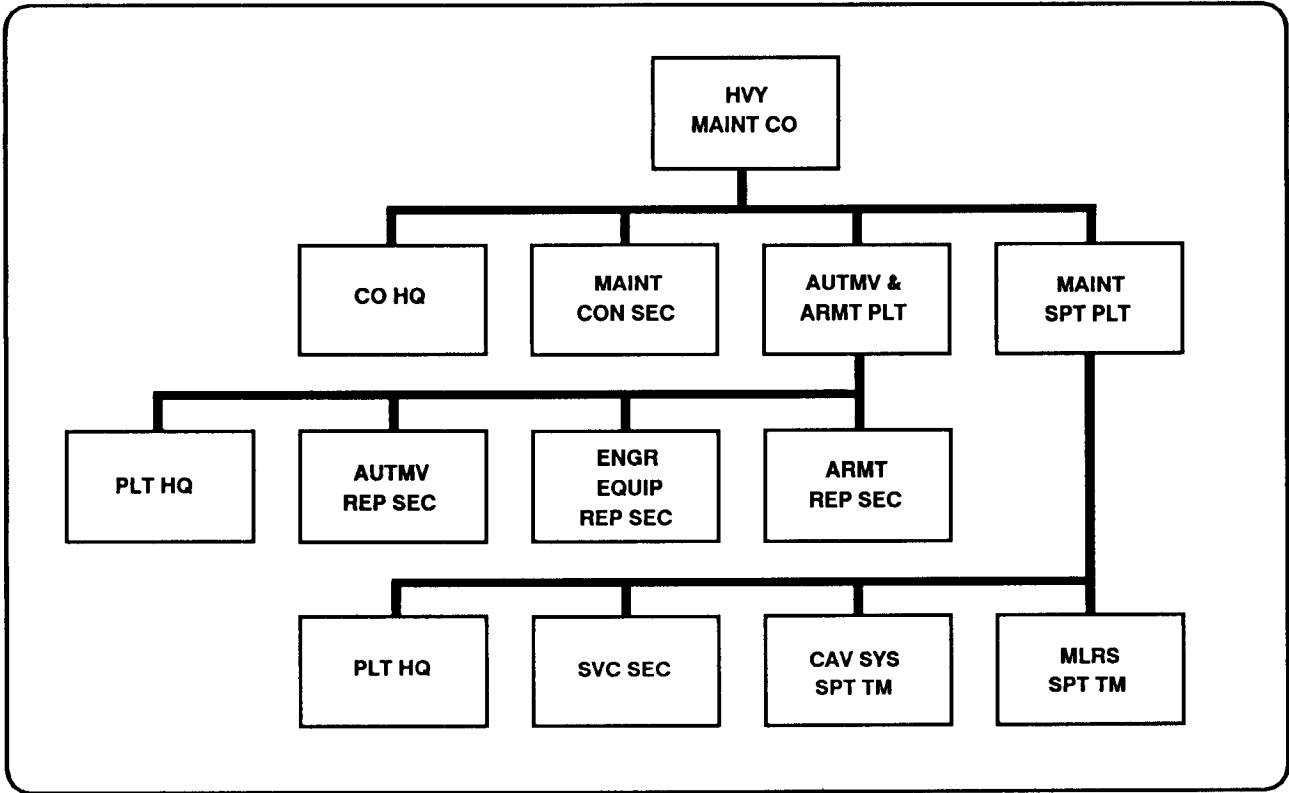 HVY
MAINT CO
CO HQ
MAINT
CON SEC
AUTMV &
ARMT PLT
MAINT
SPT PLT
PLT HQ
AUTMV
REP SEC
ENGR
EQUIP
REP SEC
ARMT
REP SEC
PLT HQ
SVC SEC
CAV SYS
SPT TM
MLRS
SPT TM